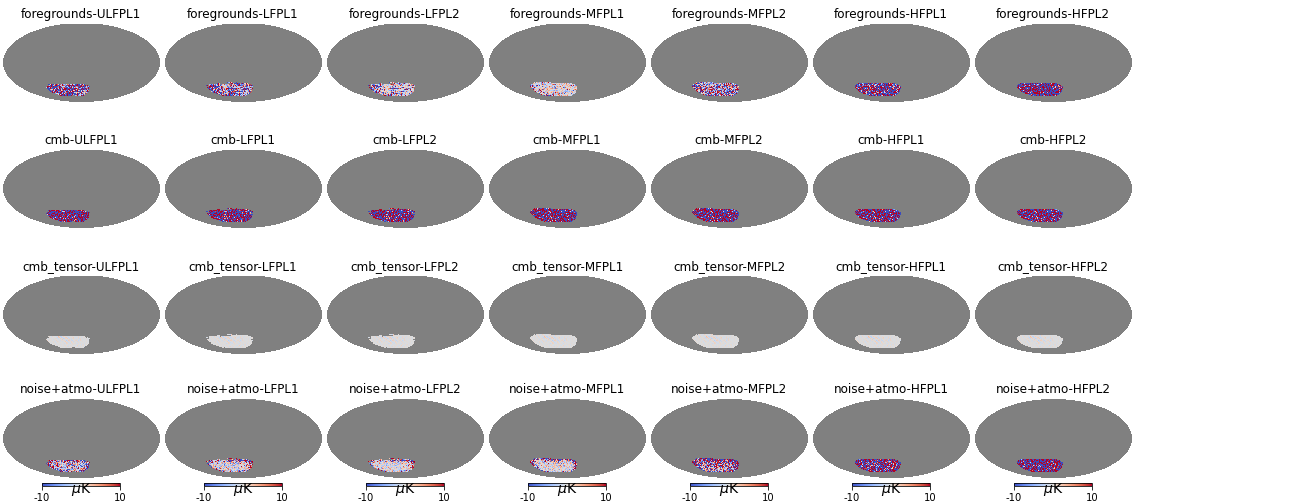 foregrounds-ULFPL1 foregrounds-LFPL1 foregrounds-LFPL2 foregrounds-MFPL1 foregrounds-MFPL2 foregrounds-HFPL1 foregrounds-HFPL2
cmb-ULFPL1 cmb-LFPL1 cmb-LFPL2 cmb-MFPL1 cmb-MFPL2 cmb-HFPL1 cmb-HFPL2
cmb_tensor-ULFPL1 cmb_tensor-LFPL1 cmb_tensor-LFPL2 cmb_tensor-MFPL1 cmb_tensor-MFPL2 cmb_tensor-HFPL1 cmb_tensor-HFPL2
noise+atmo-ULFPL1 noise+atmo-LFPL1 noise+atmo-LFPL2 noise+atmo-MFPL1 noise+atmo-MFPL2 noise+atmo-HFPL1 noise+atmo-HFPL2
-10 μK 10 -10 μK 10 -10 μK 10 -10 μK 10 -10 μK 10 -10 μK 10 -10 μK 10